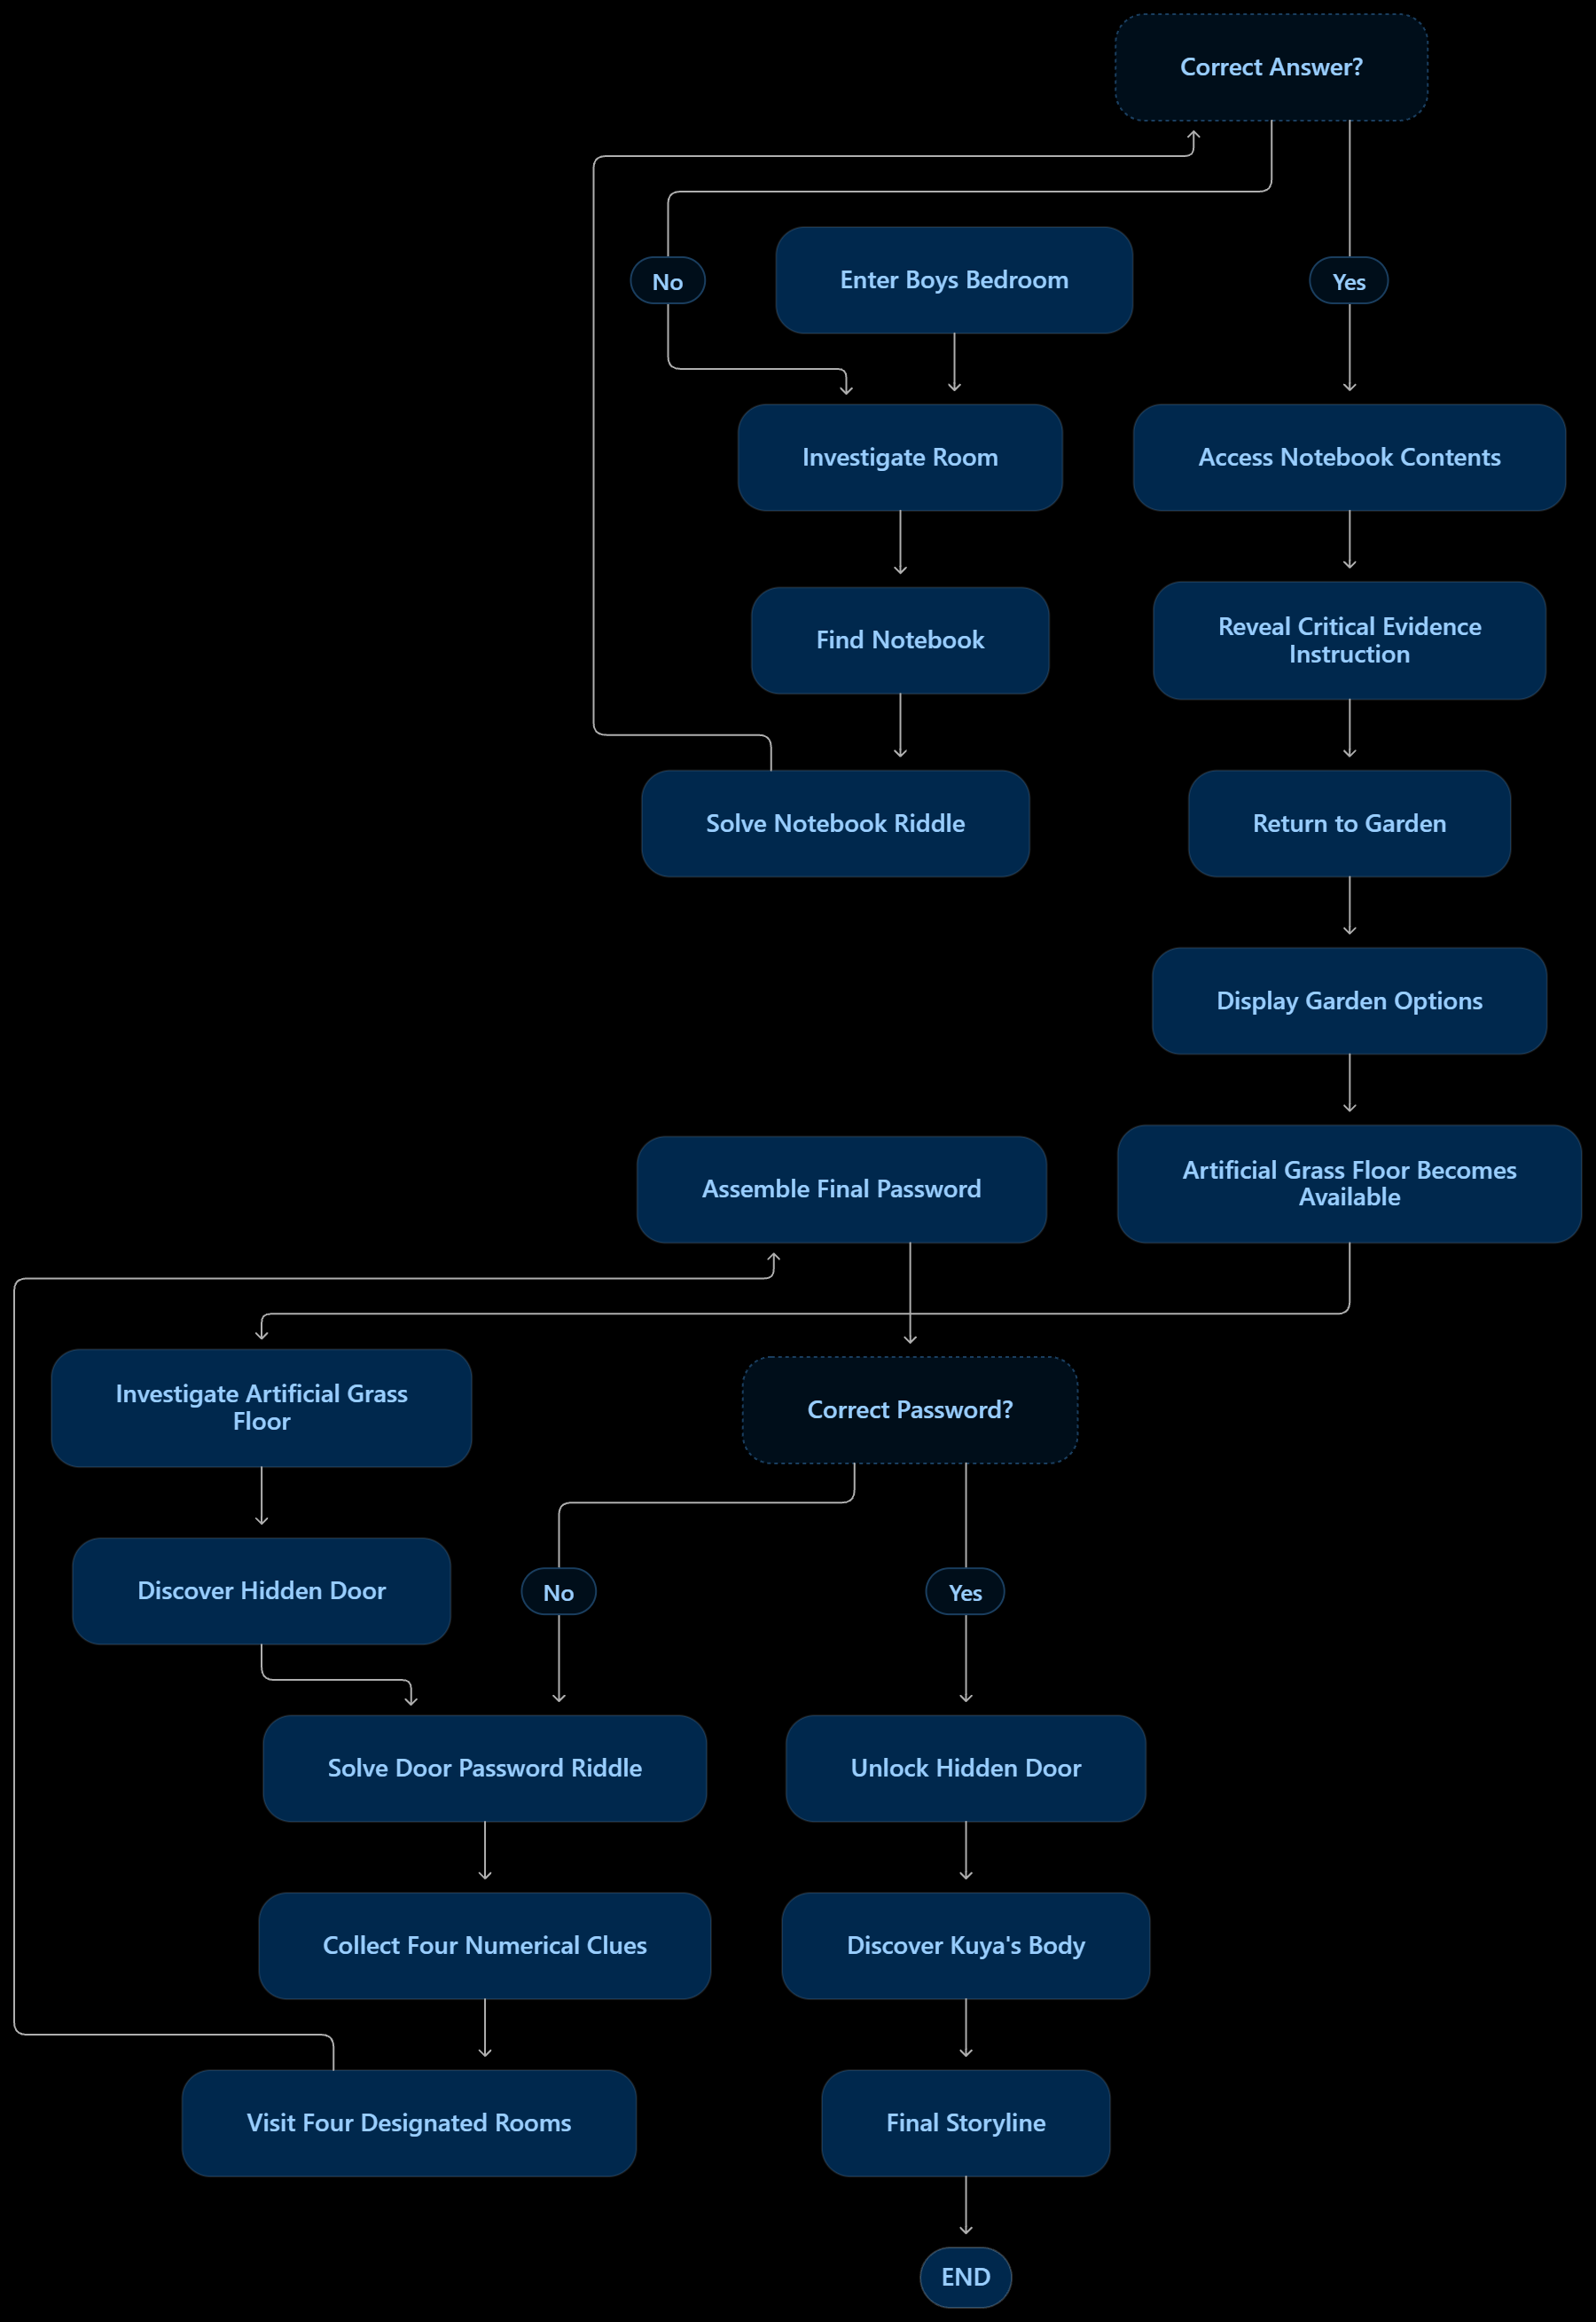 Correct Answer?
No
Enter Boys Bedroom
Yes
Investigate Room
Access Notebook Contents
Find Notebook
Reveal Critical Evidence
Instruction
Solve Notebook Riddle
Return to Garden
Display Garden Options
Assemble Final Password
Artificial Grass Floor Becomes
Available
Investigate Artificial Grass
Floor
Correct Password?
Discover Hidden Door
No
Yes
Solve Door Password Riddle
Unlock Hidden Door
Collect Four Numerical Clues
Discover Kuya's Body
Visit Four Designated Rooms
Final Storyline
END